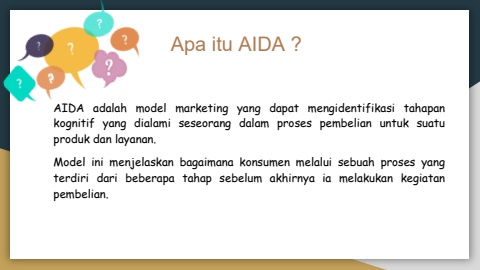 Apa itu AIDA ?
? ? ? ? ? ?
AIDA adalah model marketing yang dapat mengidentifikasi tahapan
kognitif yang dialami seseorang dalam proses pembelian untuk suatu
produk dan layanan.
Model ini menjelaskan bagaimana konsumen melalui sebuah proses yang
terdiri dari beberapa tahap sebelum akhirnya ia melakukan kegiatan
pembelian.